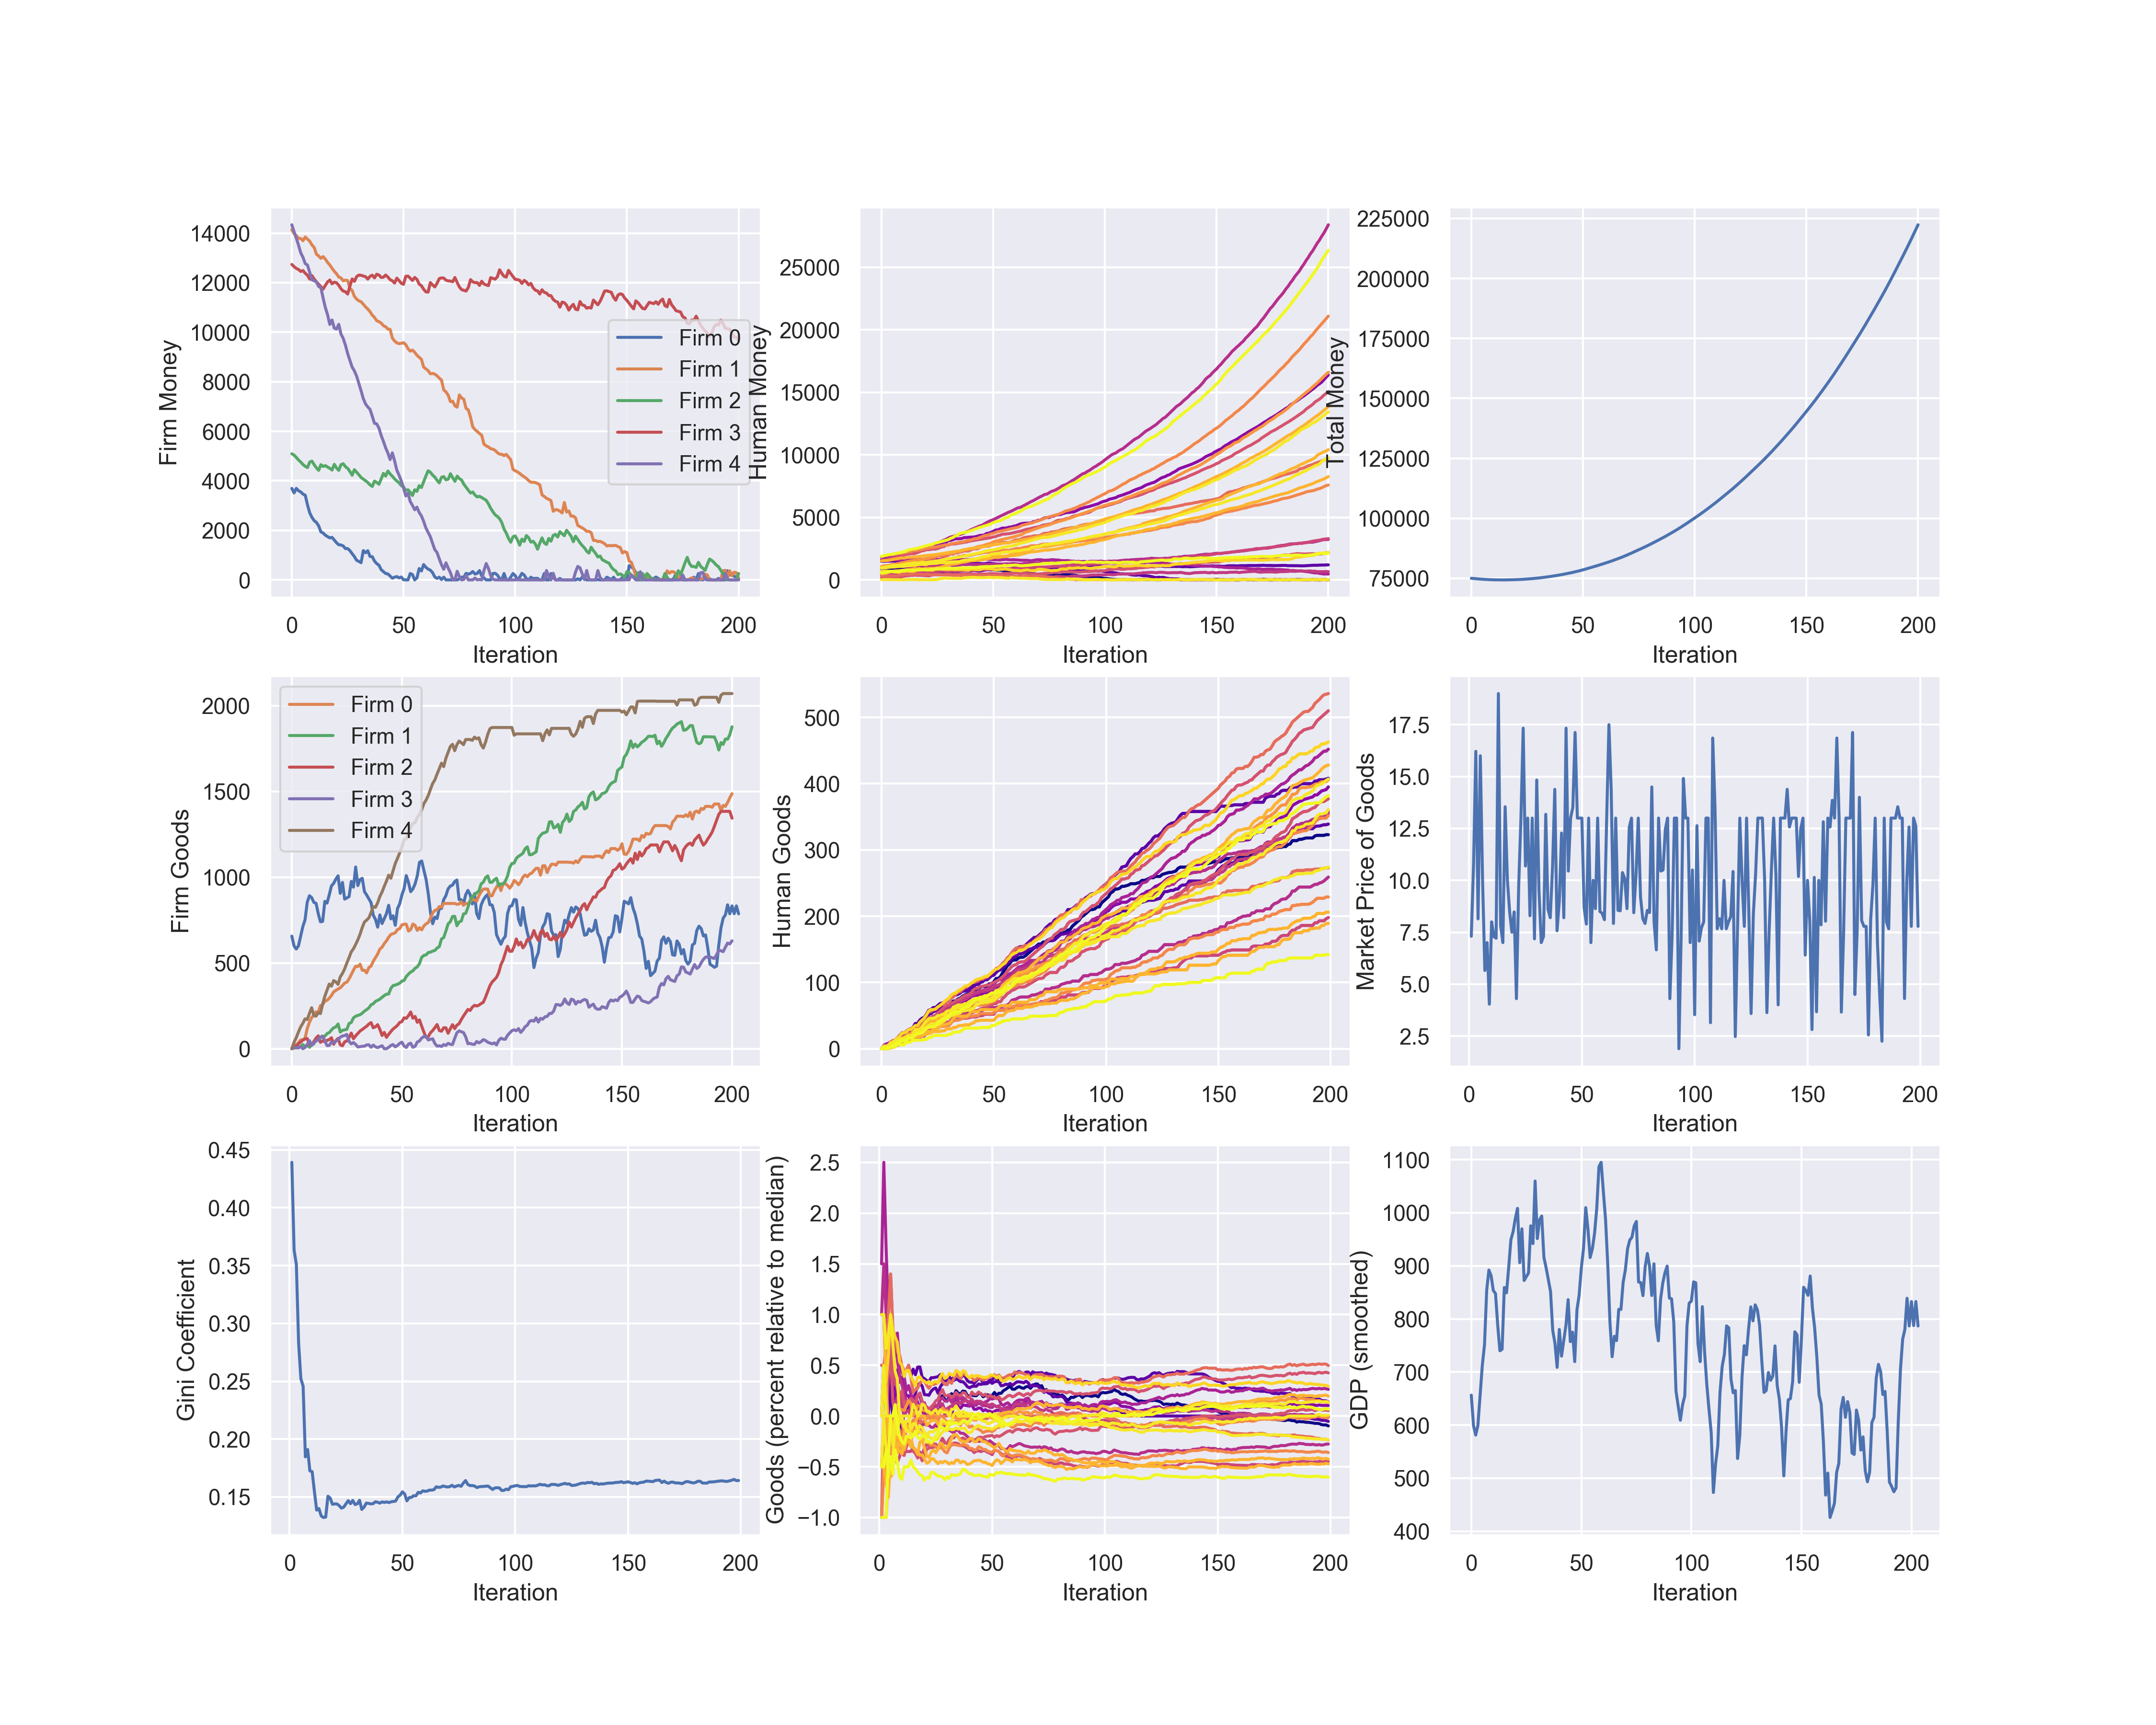 14000
12000
10000
8000
6000
4000
2000
0
Firm Money
Firm 0
Firm 1
Firm 2
Firm 3
Firm 4
0 50 100 150 200
Iteration
25000
20000
15000
10000
5000
0
Human Money
0 50 100 150 200
Iteration
225000
200000
175000
150000
125000
100000
75000
Total Money
0 50 100 150 200
Iteration
2000
1500
1000
500
0
Firm Goods
Firm 0
Firm 1
Firm 2
Firm 3
Firm 4
0 50 100 150 200
Iteration
500
400
300
200
100
0
Human Goods
0 50 100 150 200
Iteration
17.5
15.0
12.5
10.0
7.5
5.0
2.5
Market Price of Goods
0 50 100 150 200
Iteration
0.45
0.40
0.35
0.30
0.25
0.20
0.15
Gini Coefficient
0 50 100 150 200
Iteration
2.5
2.0
1.5
1.0
0.5
0.0
−0.5
−1.0
Goods (percent relative to median)
0 50 100 150 200
Iteration
1100
1000
900
800
700
600
500
400
GDP (smoothed)
0 50 100 150 200
Iteration